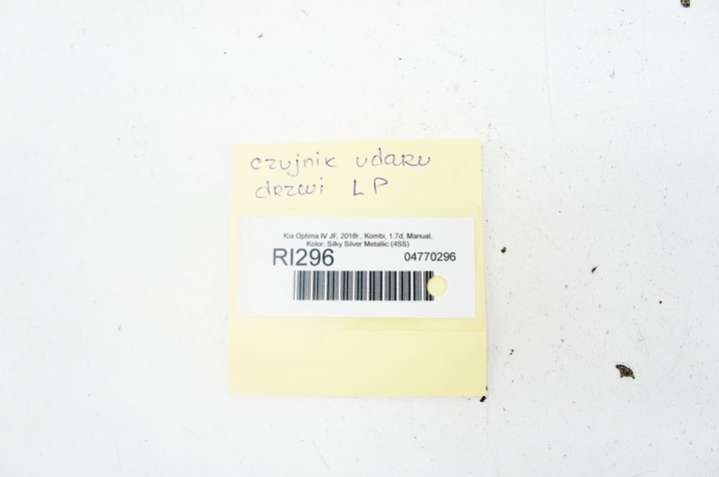 czujnik udaru
drzwi LP
Kia Optima IV JF, 2016r., Kombi, 1.7d, Manual,
Kolor: Silky Silver Metallic (4SS)
RI296
04770296